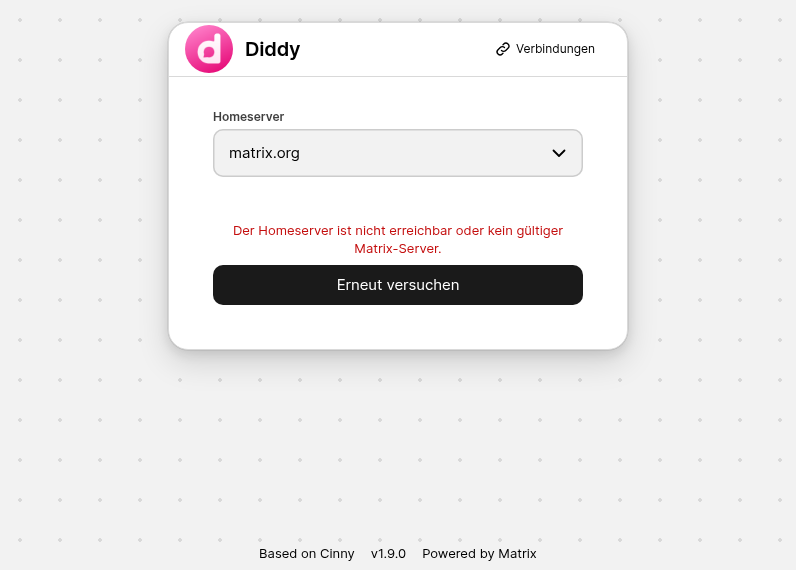 Diddy
Verbindungen
Homeserver
matrix.org
Der Homeserver ist nicht erreichbar oder kein gültiger
Matrix-Server.
Erneut versuchen
Based on Cinny v1.9.0 Powered by Matrix